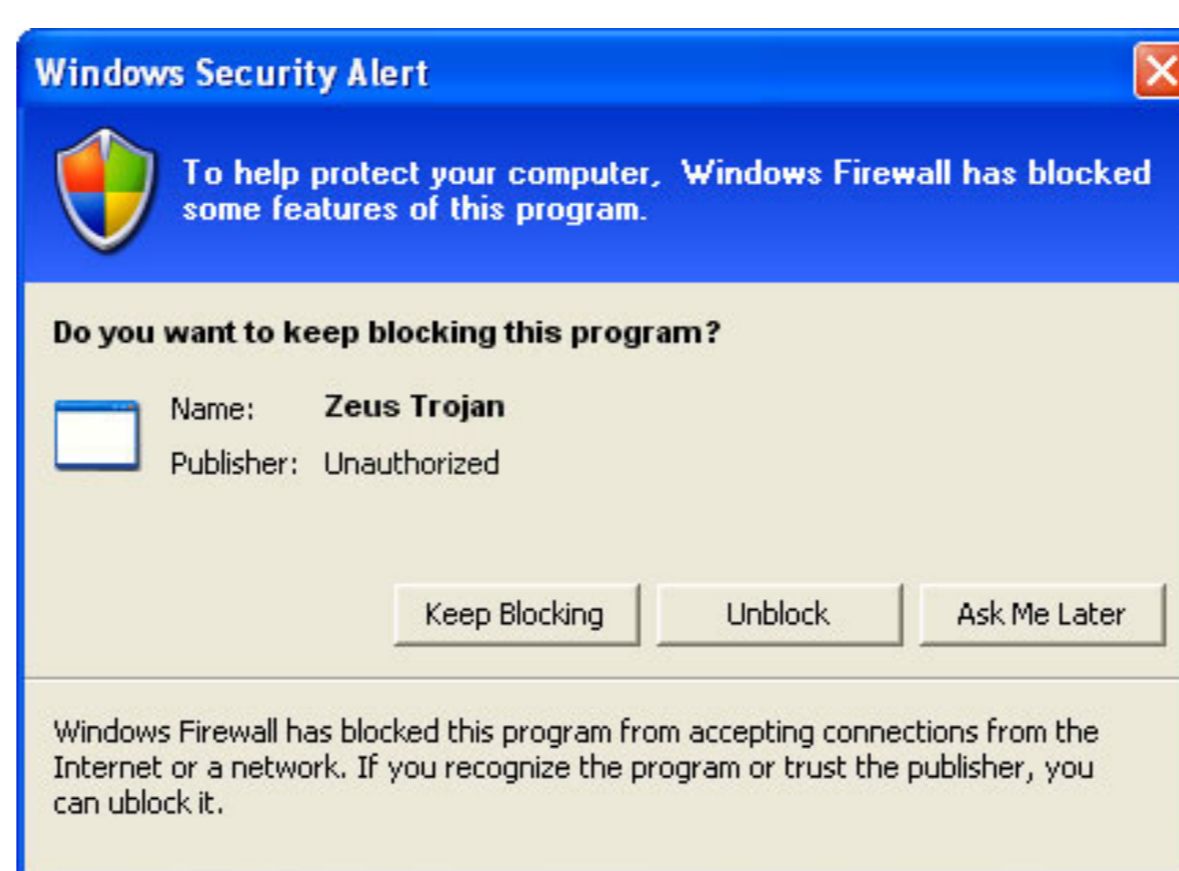 Windows Security Alert
To help protect your computer, Windows Firewall has blocked
some features of this program.
Do you want to keep blocking this program?
Name: Zeus Trojan
Publisher: Unauthorized
Keep Blocking Unblock Ask Me Later
Windows Firewall has blocked this program from accepting connections from the
Internet or a network. If you recognize the program or trust the publisher, you
can ublock it.